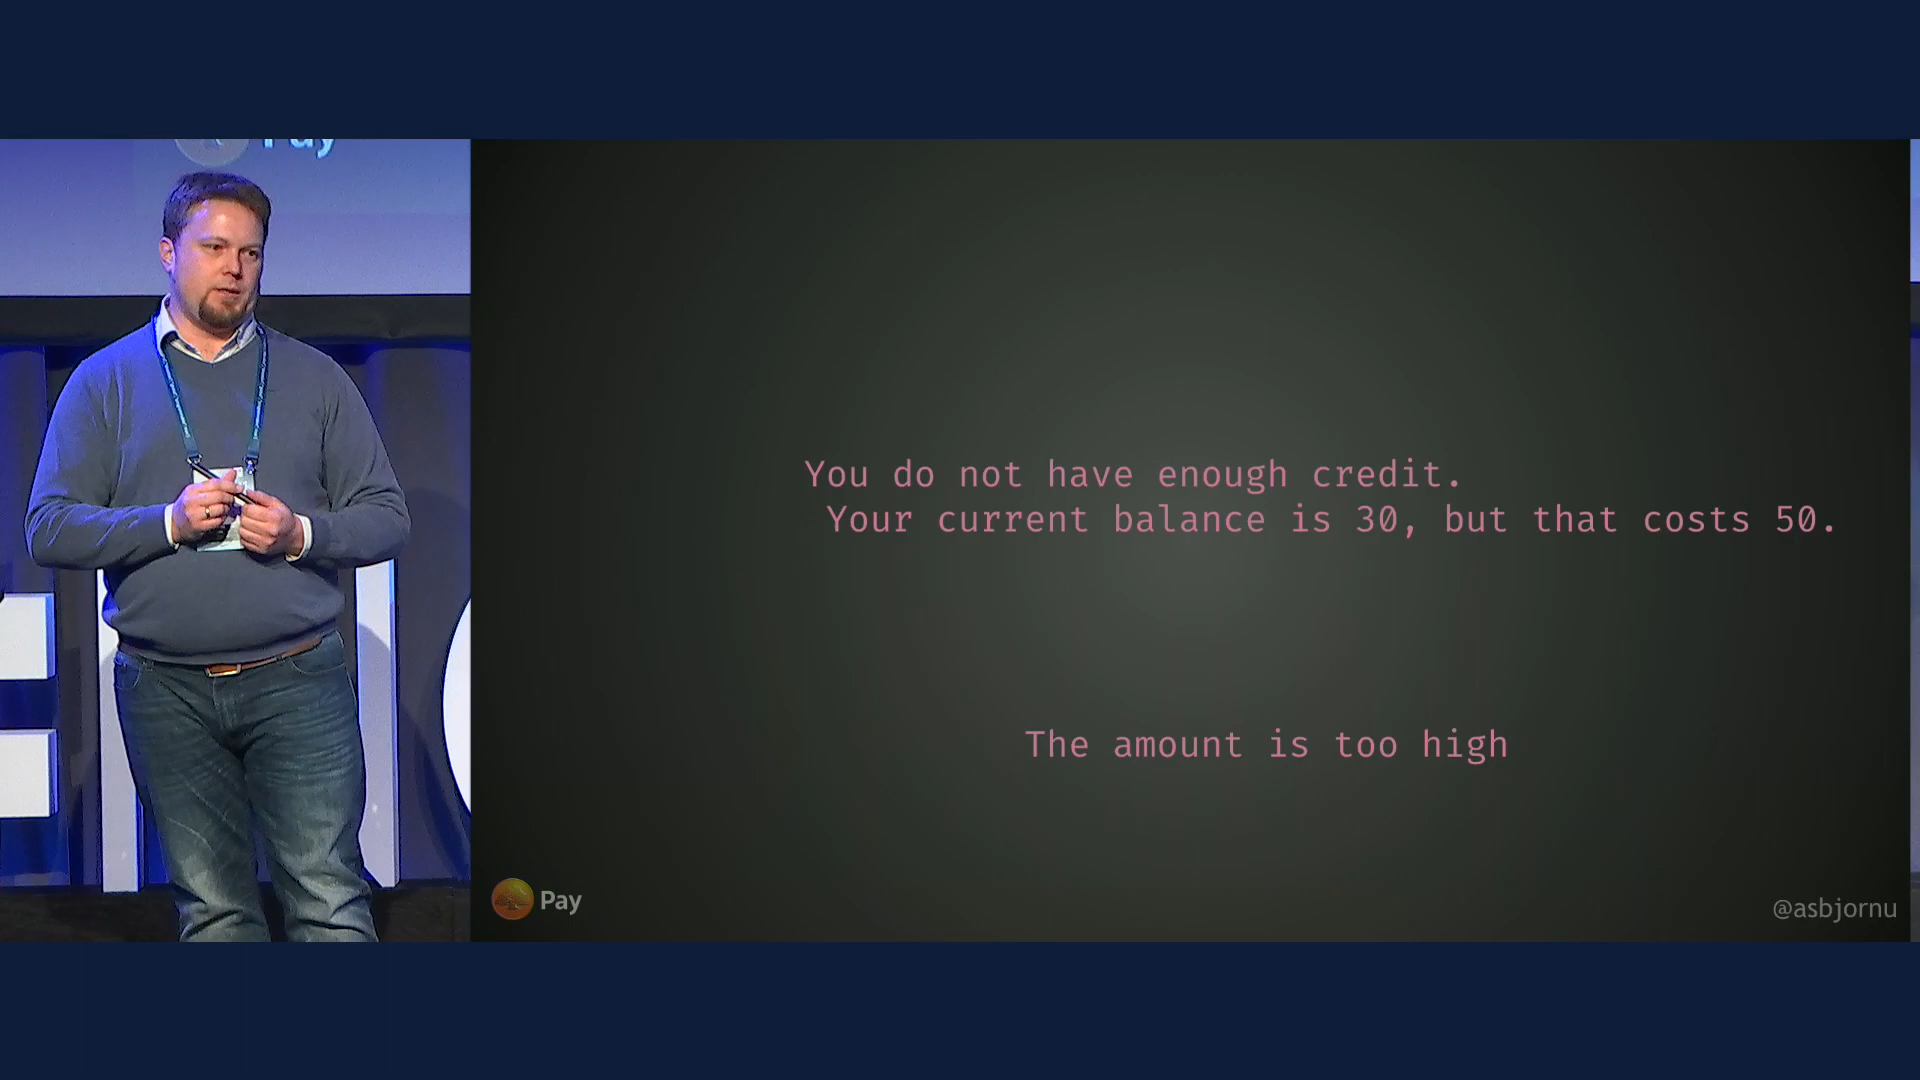 Pay
You do not have enough credit.
Your current balance is 30, but that costs 50.
The amount is too high
Pay
@asbjornu